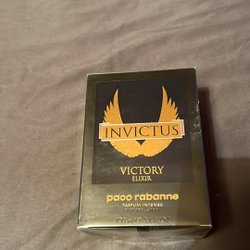 INVICTUS
VICTORY
ELIXIR
paco rabanne
PARFUM INTENSE